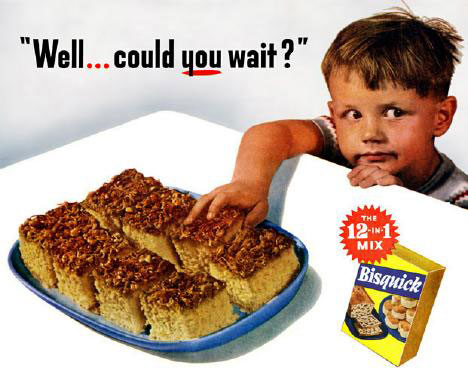 "Well...could you wait?"
THE
12-IN-1
MIX
Bisquick